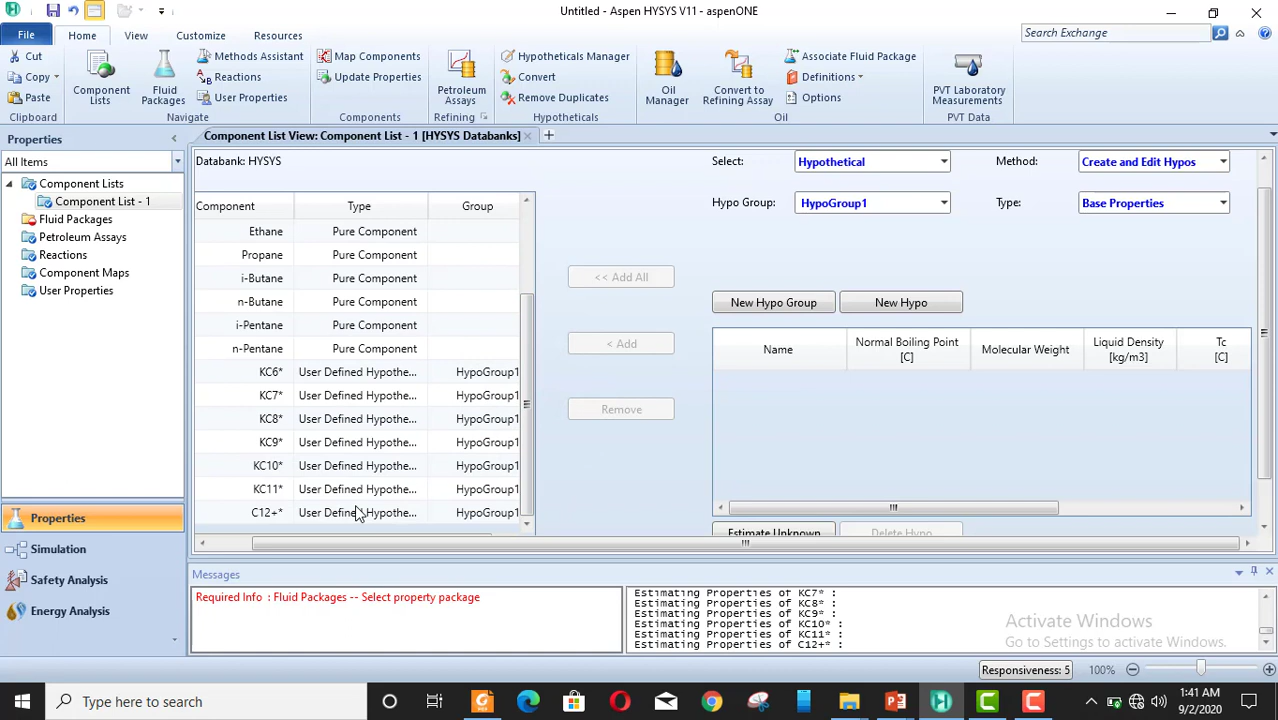 Untitled - Aspen HYSYS V11 - aspenONE
File
Home
View
Customize
Resources
Search Exchange
Cut
Copy
Paste
Clipboard
Component Lists
Fluid Packages
Methods Assistant
Reactions
User Properties
Navigate
Map Components
Update Properties
Components
Petroleum Assays
Refining
Hypotheticals Manager
Convert
Remove Duplicates
Hypotheticals
Oil Manager
Convert to Refining Assay
Associate Fluid Package
Definitions
Options
Oil
PVT Laboratory Measurements
PVT Data
Properties
All Items
Component Lists
Component List - 1
Fluid Packages
Petroleum Assays
Reactions
Component Maps
User Properties
Properties
Simulation
Safety Analysis
Energy Analysis
Component List View: Component List - 1 [HYSYS Databanks]
Databank: HYSYS
Select: Hypothetical
Method: Create and Edit Hypos
Hypo Group: HypoGroup1
Type: Base Properties
Component Type Group
Ethane Pure Component
Propane Pure Component
i-Butane Pure Component
n-Butane Pure Component
i-Pentane Pure Component
n-Pentane Pure Component
KC6* User Defined Hypothe... HypoGroup1
KC7* User Defined Hypothe... HypoGroup1
KC8* User Defined Hypothe... HypoGroup1
KC9* User Defined Hypothe... HypoGroup1
KC10* User Defined Hypothe... HypoGroup1
KC11* User Defined Hypothe... HypoGroup1
C12+* User Defined Hypothe... HypoGroup1
<< Add All
< Add
Remove
New Hypo Group
New Hypo
Name
Normal Boiling Point [C]
Molecular Weight
Liquid Density [kg/m3]
Tc [C]
Estimate Unknown
Delete Hypo
Messages
Required Info : Fluid Packages -- Select property package
Estimating Properties of KC7* :
Estimating Properties of KC8* :
Estimating Properties of KC9* :
Estimating Properties of KC10* :
Estimating Properties of KC11* :
Estimating Properties of C12+* :
Activate Windows
Go to Settings to activate Windows.
Responsiveness: 5
100%
Type here to search
1:41 AM
9/2/2020